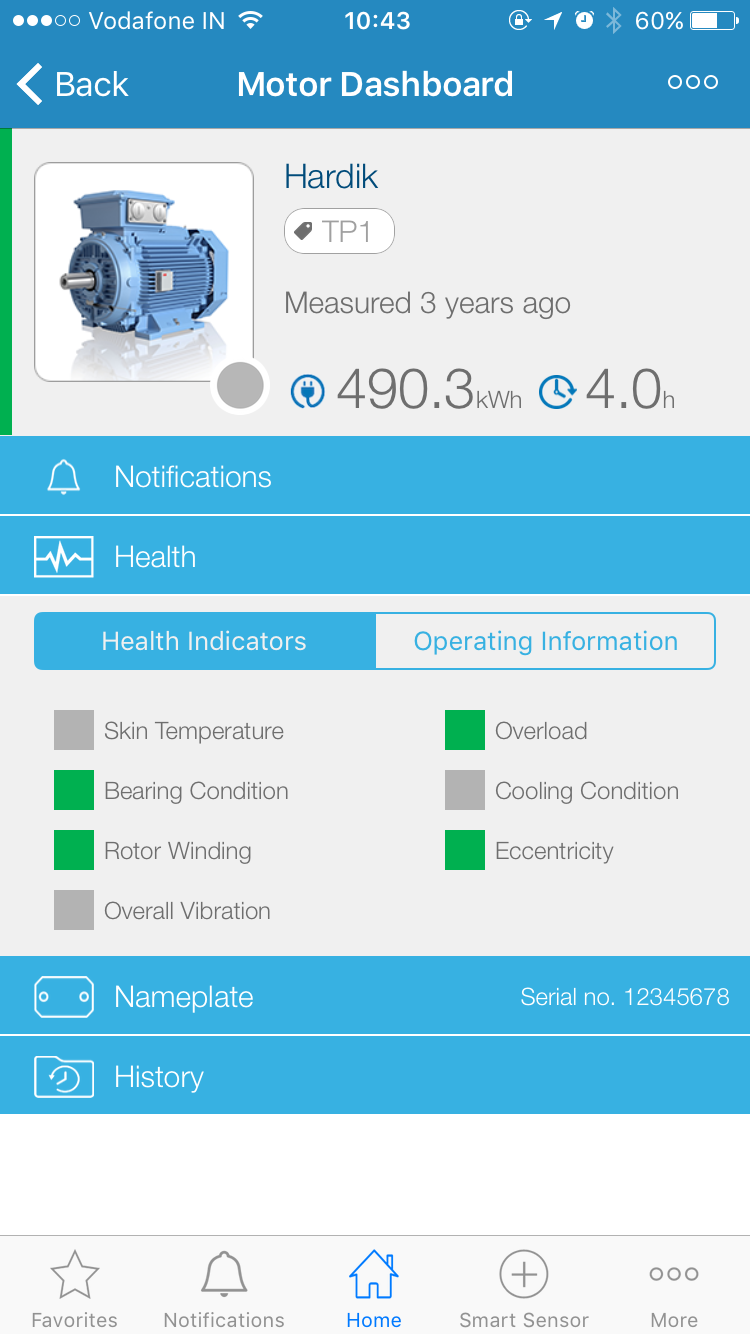 Vodafone IN 10:43 60%
Back Motor Dashboard
Hardik
TP1
Measured 3 years ago
490.3kWh 4.0h
Notifications
Health
Health Indicators Operating Information
Skin Temperature Overload
Bearing Condition Cooling Condition
Rotor Winding Eccentricity
Overall Vibration
Nameplate Serial no. 12345678
History
Favorites Notifications Home Smart Sensor More